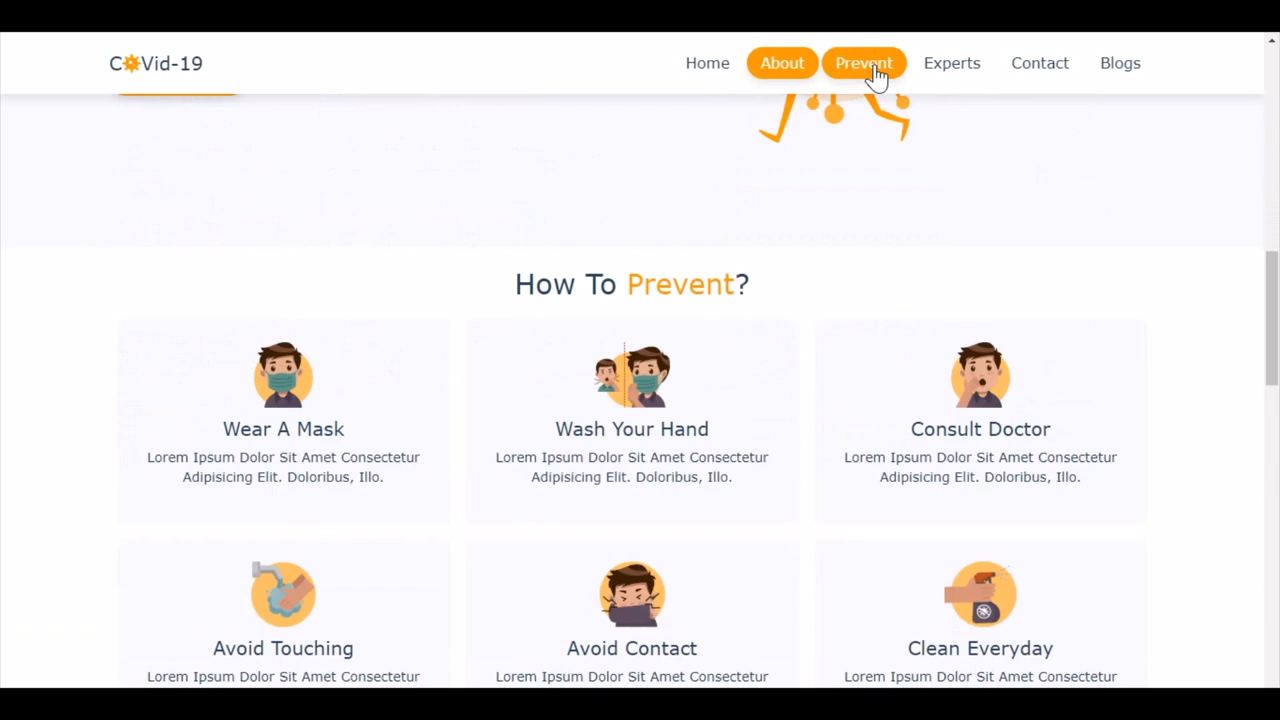 COVid-19
Home About Prevent Experts Contact Blogs
How To Prevent?
Wear A Mask
Lorem Ipsum Dolor Sit Amet Consectetur
Adipisicing Elit. Doloribus, Illo.
Wash Your Hand
Lorem Ipsum Dolor Sit Amet Consectetur
Adipisicing Elit. Doloribus, Illo.
Consult Doctor
Lorem Ipsum Dolor Sit Amet Consectetur
Adipisicing Elit. Doloribus, Illo.
Avoid Touching
Lorem Ipsum Dolor Sit Amet Consectetur
Avoid Contact
Lorem Ipsum Dolor Sit Amet Consectetur
Clean Everyday
Lorem Ipsum Dolor Sit Amet Consectetur